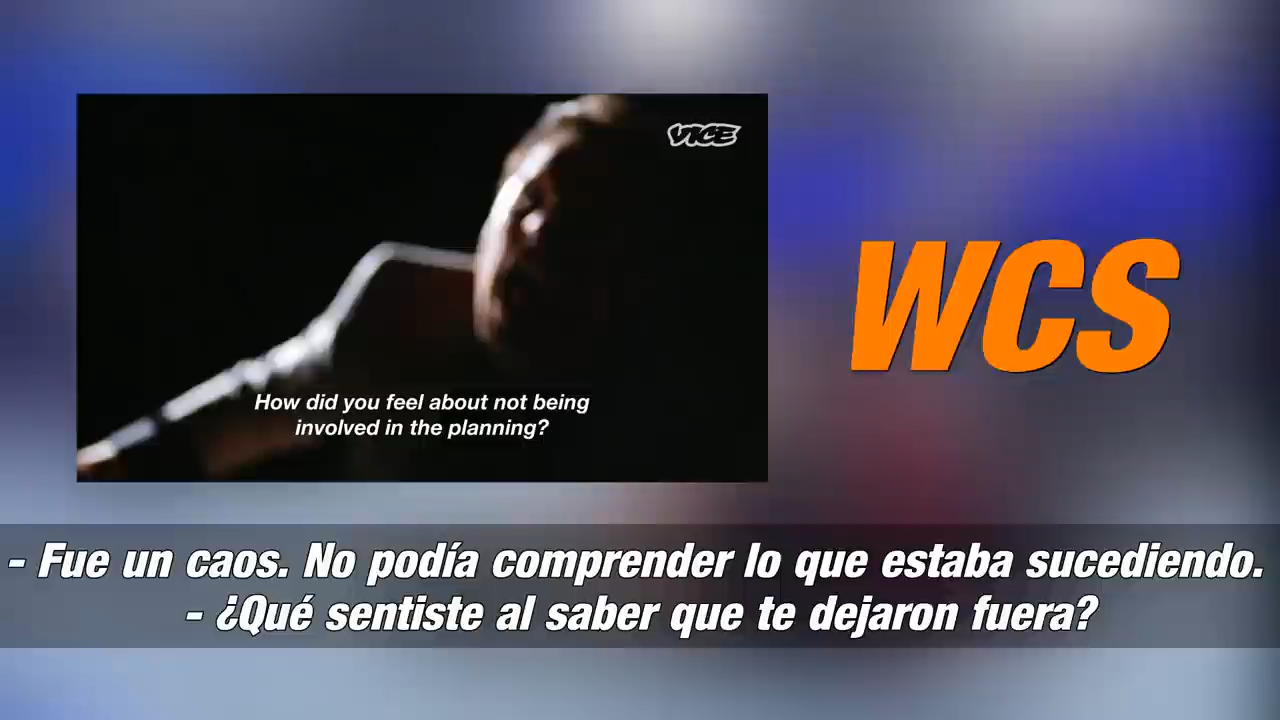 VICE
How did you feel about not being
involved in the planning?
WCS
- Fue un caos. No podía comprender lo que estaba sucediendo.
- ¿Qué sentiste al saber que te dejaron fuera?